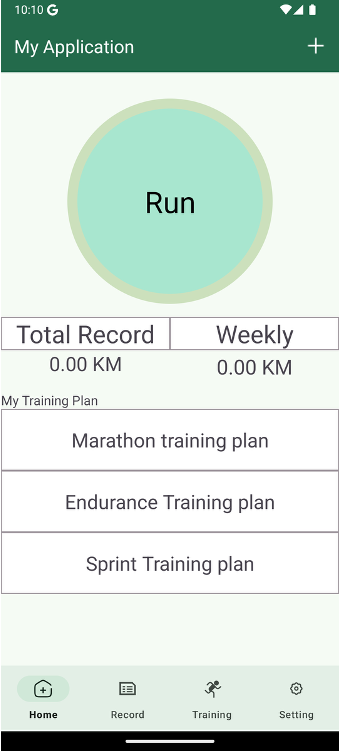 10:10 G
My Application
Run
Total Record Weekly
0.00 KM 0.00 KM
My Training Plan
Marathon training plan
Endurance Training plan
Sprint Training plan
Home Record Training Setting